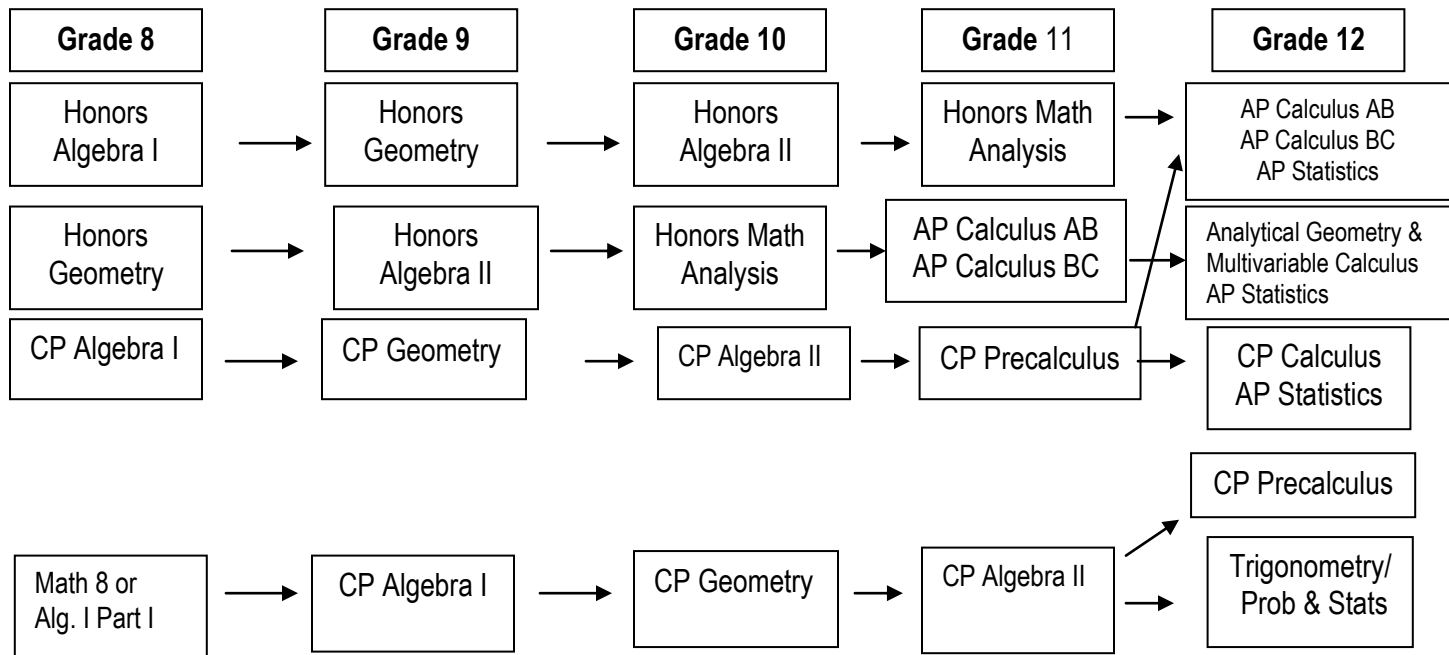 Grade 8
Grade 9
Grade 10
Grade 11
Grade 12
Honors
Algebra I
Honors
Geometry
Honors
Algebra II
Honors Math
Analysis
AP Calculus AB
AP Calculus BC
AP Statistics
Honors
Geometry
Honors
Algebra II
Honors Math
Analysis
AP Calculus AB
AP Calculus BC
Analytical Geometry &
Multivariable Calculus
AP Statistics
CP Algebra I
CP Geometry
CP Algebra II
CP Precalculus
CP Calculus
AP Statistics
CP Precalculus
Math 8 or
Alg. I Part I
CP Algebra I
CP Geometry
CP Algebra II
Trigonometry/
Prob & Stats